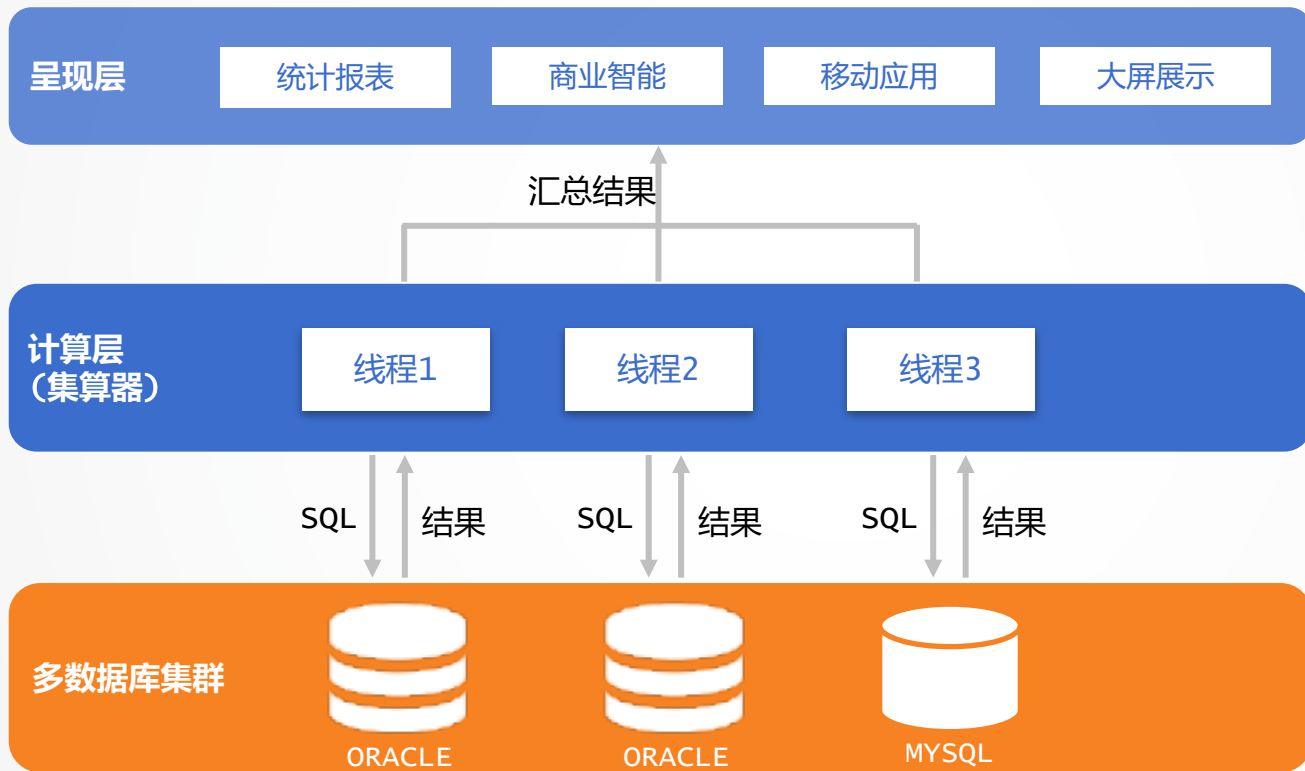 呈现层
统计报表
商业智能
移动应用
大屏展示
汇总结果
计算层
(集算器)
线程1
线程2
线程3
SQL
结果
SQL
结果
SQL
结果
多数据库集群
ORACLE
ORACLE
MYSQL